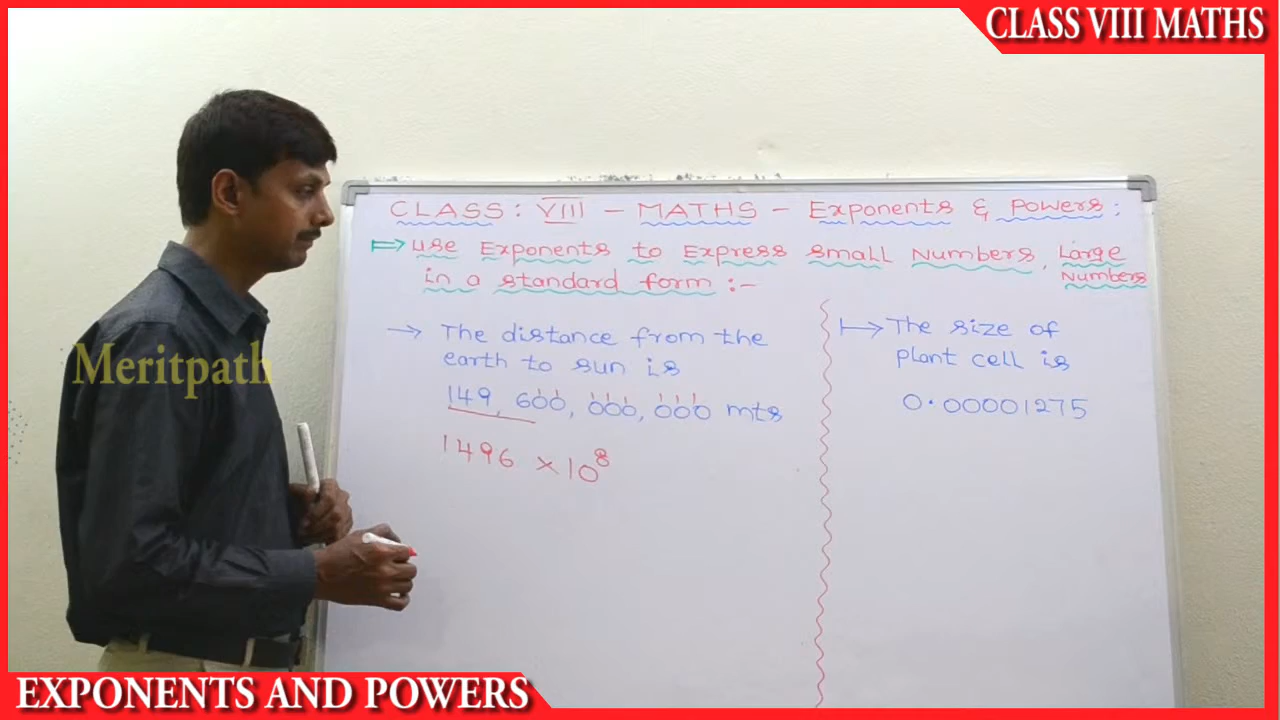 CLASS VIII MATHS
CLASS: VIII - MATHS - Exponents & Powers:
⟾ use Exponents to Express small Numbers, Large Numbers
in a standard form :-
→ The distance from the
earth to sun is
149, 600, 000, 000 mts
1496 × 10⁸
↦ The size of
plant cell is
0.00001275
Meritpath
EXPONENTS AND POWERS